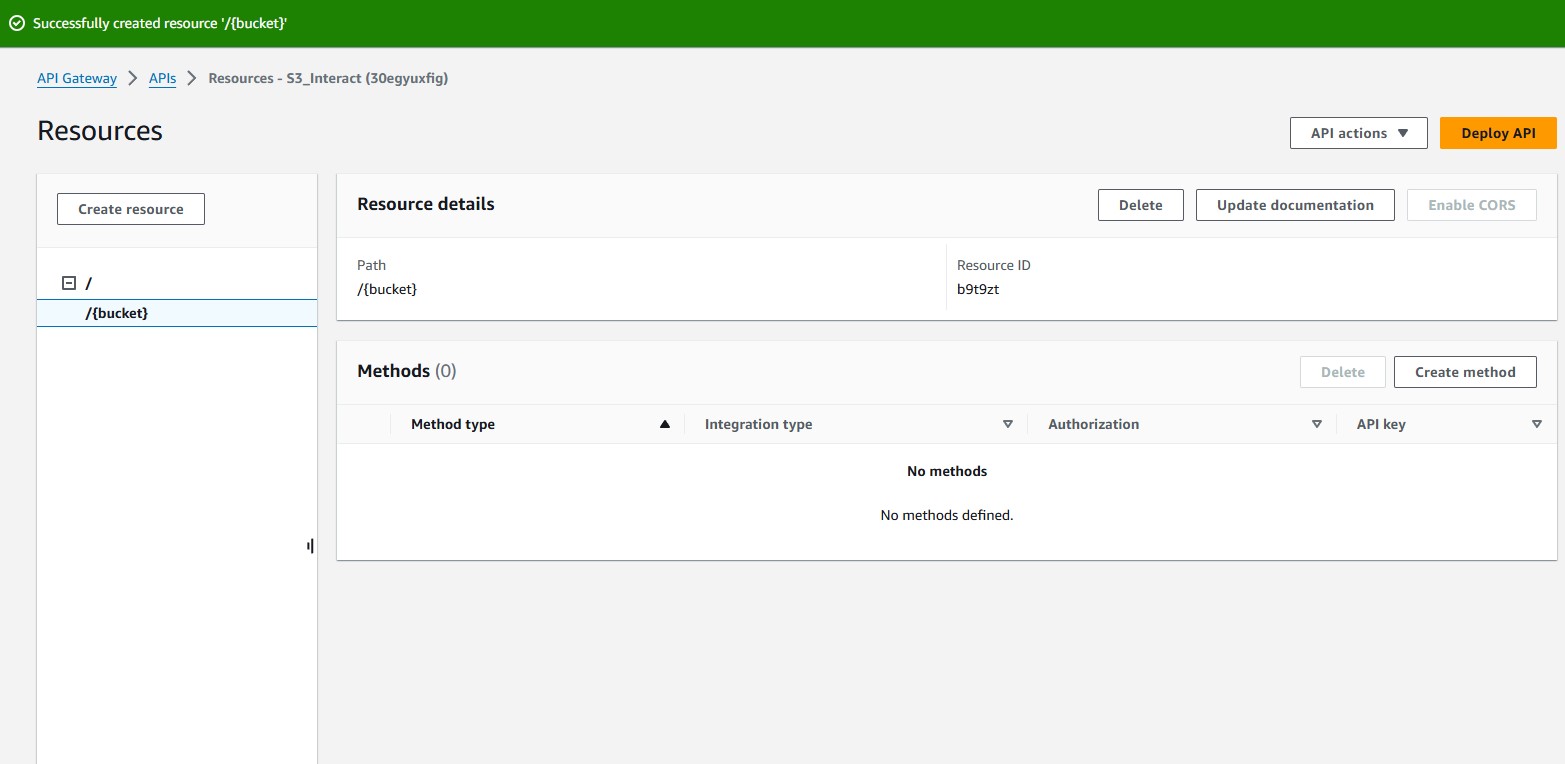 Successfully created resource '/{bucket}'
API Gateway > APIs > Resources - S3_Interact (30egyuxfig)
Resources
API actions ▼ Deploy API
Create resource
/
/{bucket}
Resource details
Delete Update documentation Enable CORS
Path
/{bucket}
Resource ID
b9t9zt
Methods (0)
Delete Create method
Method type Integration type Authorization API key
No methods
No methods defined.